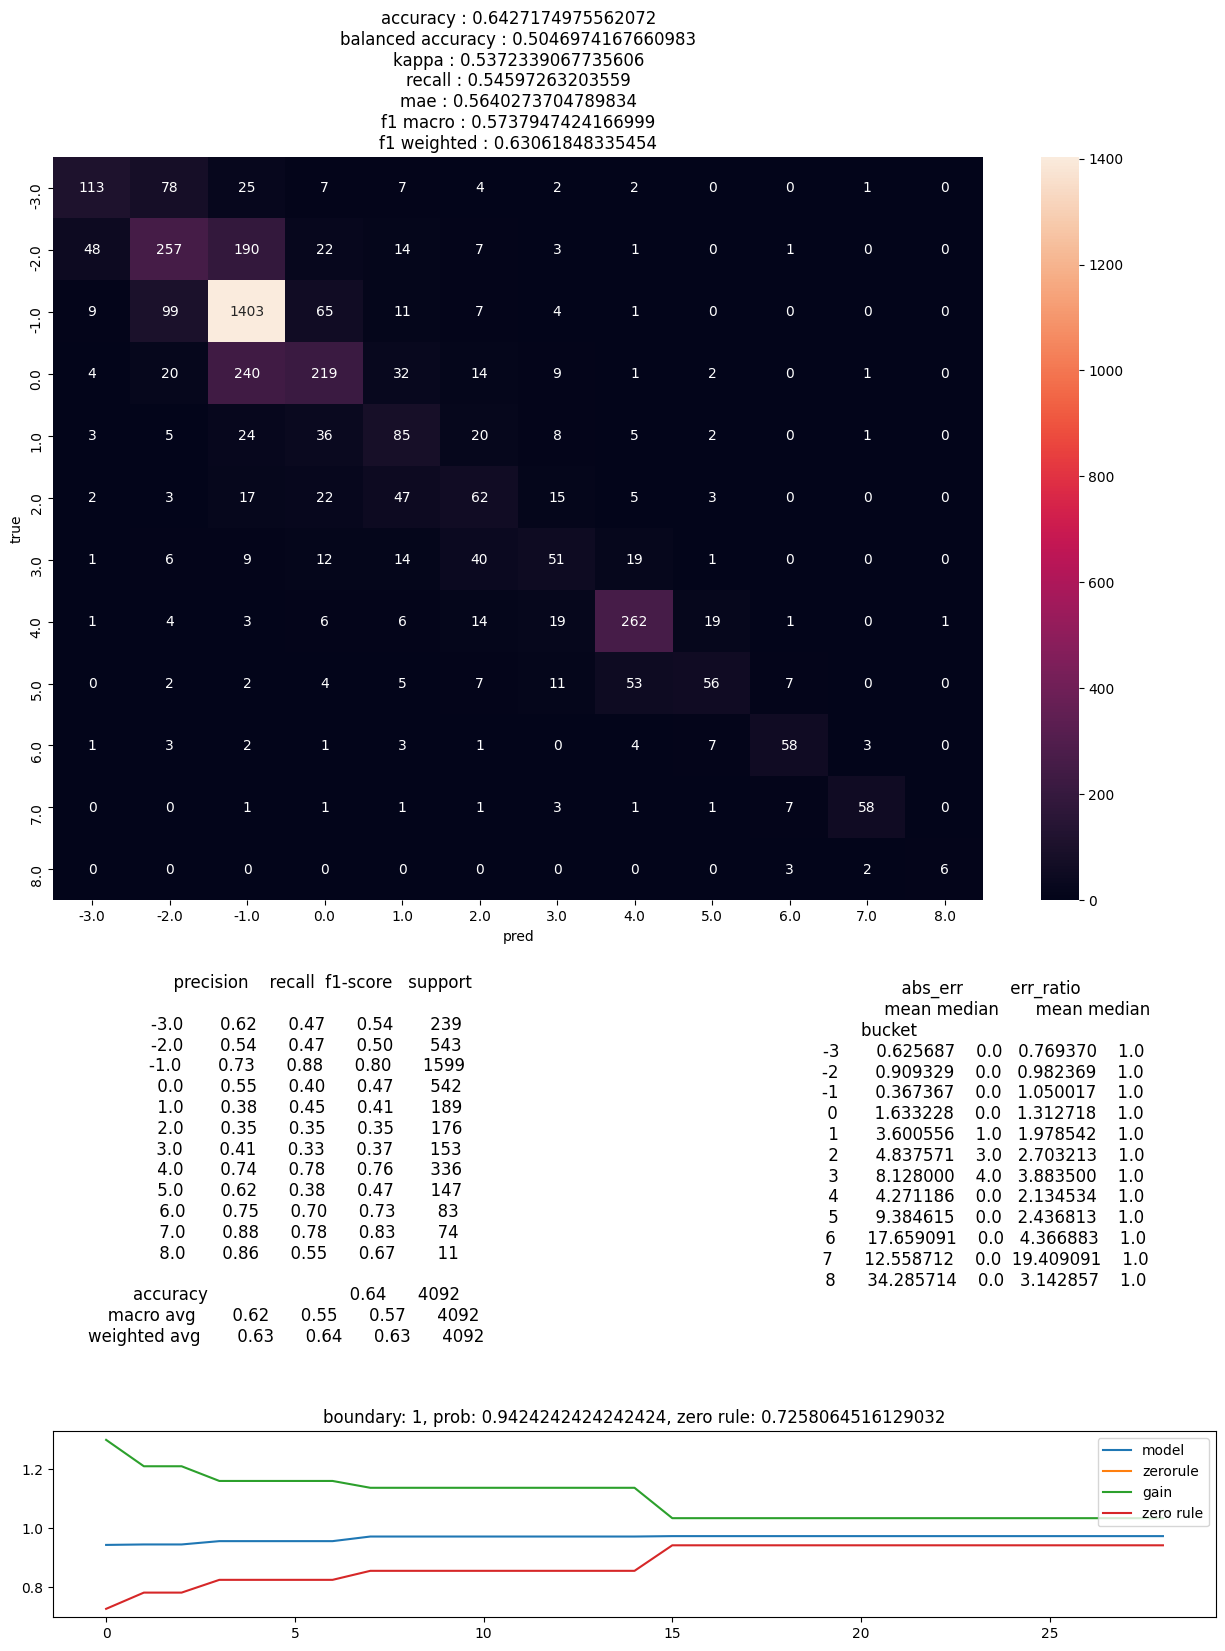 accuracy : 0.6427174975562072
balanced accuracy : 0.5046974167660983
kappa : 0.5372339067735606
recall : 0.54597263203559
mae : 0.5640273704789834
f1 macro : 0.5737947424166999
f1 weighted : 0.63061848335454
-3.0 113 78 25 7 7 4 2 2 0 0 1 0
-2.0 48 257 190 22 14 7 3 1 0 1 0 0
-1.0 9 99 1403 65 11 7 4 1 0 0 0 0
0.0 4 20 240 219 32 14 9 1 2 0 1 0
1.0 3 5 24 36 85 20 8 5 2 0 1 0
2.0 2 3 17 22 47 62 15 5 3 0 0 0
3.0 1 6 9 12 14 40 51 19 1 0 0 0
4.0 1 4 3 6 6 14 19 262 19 1 0 1
5.0 0 2 2 4 5 7 11 53 56 7 0 0
6.0 1 3 2 1 3 1 0 4 7 58 3 0
7.0 0 0 1 1 1 1 3 1 1 7 58 0
8.0 0 0 0 0 0 0 0 0 0 3 2 6
true
-3.0 -2.0 -1.0 0.0 1.0 2.0 3.0 4.0 5.0 6.0 7.0 8.0
pred
1400
1200
1000
800
600
400
200
0
precision recall f1-score support
-3.0 0.62 0.47 0.54 239
-2.0 0.54 0.47 0.50 543
-1.0 0.73 0.88 0.80 1599
0.0 0.55 0.40 0.47 542
1.0 0.38 0.45 0.41 189
2.0 0.35 0.35 0.35 176
3.0 0.41 0.33 0.37 153
4.0 0.74 0.78 0.76 336
5.0 0.62 0.38 0.47 147
6.0 0.75 0.70 0.73 83
7.0 0.88 0.78 0.83 74
8.0 0.86 0.55 0.67 11
accuracy 0.64 4092
macro avg 0.62 0.55 0.57 4092
weighted avg 0.63 0.64 0.63 4092
abs_err err_ratio
mean median mean median
bucket
-3 0.625687 0.0 0.769370 1.0
-2 0.909329 0.0 0.982369 1.0
-1 0.367367 0.0 1.050017 1.0
0 1.633228 0.0 1.312718 1.0
1 3.600556 1.0 1.978542 1.0
2 4.837571 3.0 2.703213 1.0
3 8.128000 4.0 3.883500 1.0
4 4.271186 0.0 2.134534 1.0
5 9.384615 0.0 2.436813 1.0
6 17.659091 0.0 4.366883 1.0
7 12.558712 0.0 19.409091 1.0
8 34.285714 0.0 3.142857 1.0
boundary: 1, prob: 0.9424242424242424, zero rule: 0.7258064516129032
1.2
1.0
0.8
model
zerorule
gain
zero rule
0 5 10 15 20 25